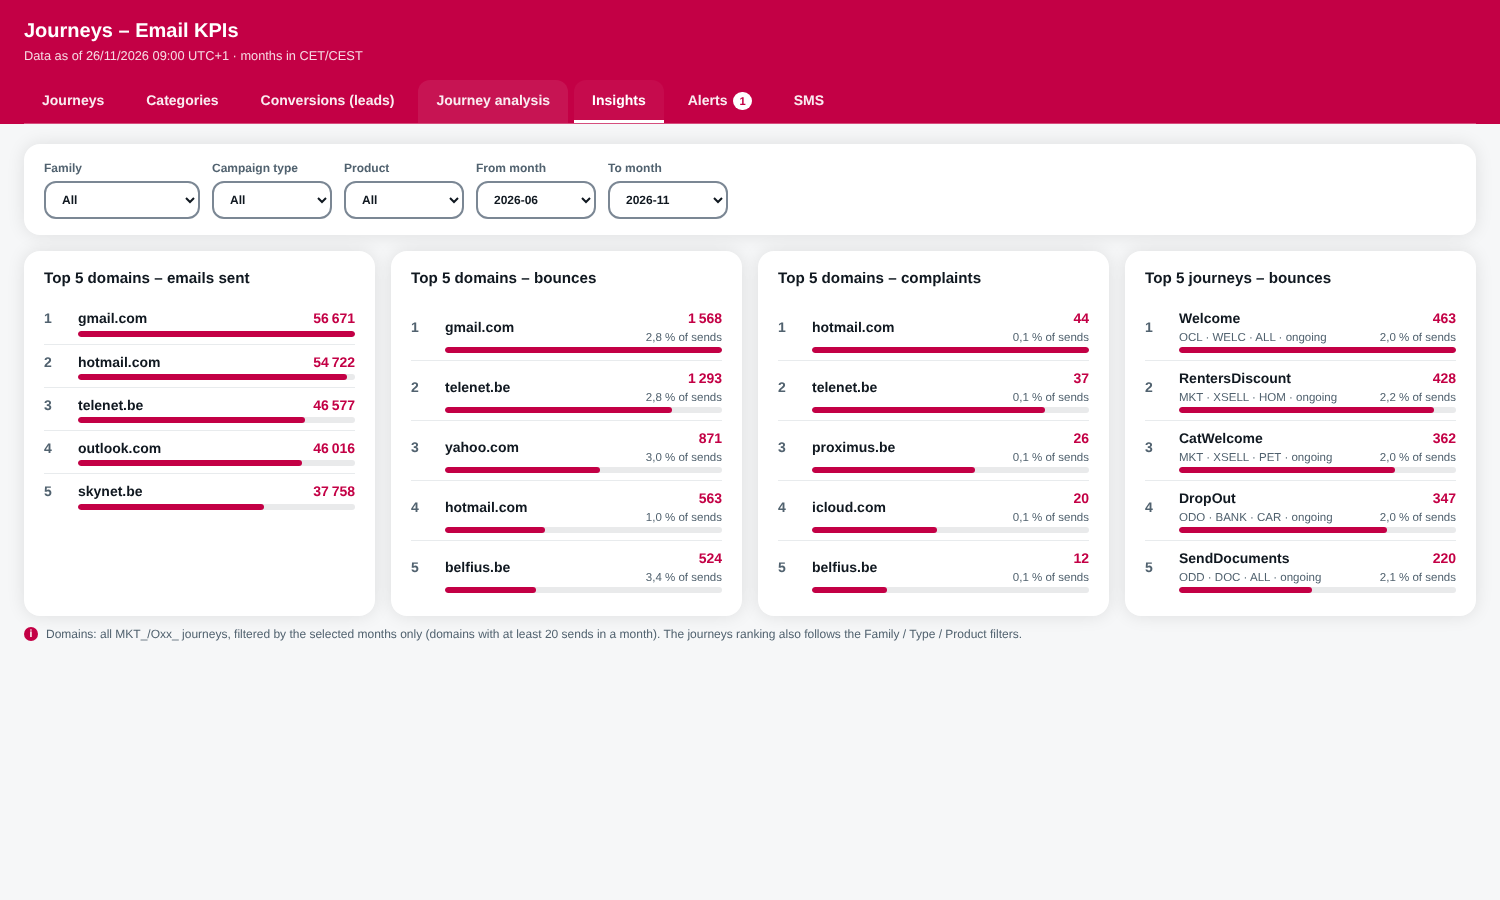 Journeys – Email KPIs
Data as of 26/11/2026 09:00 UTC+1 · months in CET/CEST
Journeys Categories Conversions (leads) Journey analysis Insights Alerts 1 SMS
Family Campaign type Product From month To month
All All All 2026-06 2026-11
Top 5 domains – emails sent
1 gmail.com 56 671
2 hotmail.com 54 722
3 telenet.be 46 577
4 outlook.com 46 016
5 skynet.be 37 758
Top 5 domains – bounces
1 gmail.com 1 568
2,8 % of sends
2 telenet.be 1 293
2,8 % of sends
3 yahoo.com 871
3,0 % of sends
4 hotmail.com 563
1,0 % of sends
5 belfius.be 524
3,4 % of sends
Top 5 domains – complaints
1 hotmail.com 44
0,1 % of sends
2 telenet.be 37
0,1 % of sends
3 proximus.be 26
0,1 % of sends
4 icloud.com 20
0,1 % of sends
5 belfius.be 12
0,1 % of sends
Top 5 journeys – bounces
1 Welcome 463
OCL · WELC · ALL · ongoing 2,0 % of sends
2 RentersDiscount 428
MKT · XSELL · HOM · ongoing 2,2 % of sends
3 CatWelcome 362
MKT · XSELL · PET · ongoing 2,0 % of sends
4 DropOut 347
ODO · BANK · CAR · ongoing 2,0 % of sends
5 SendDocuments 220
ODD · DOC · ALL · ongoing 2,1 % of sends
i Domains: all MKT_/Oxx_ journeys, filtered by the selected months only (domains with at least 20 sends in a month). The journeys ranking also follows the Family / Type / Product filters.